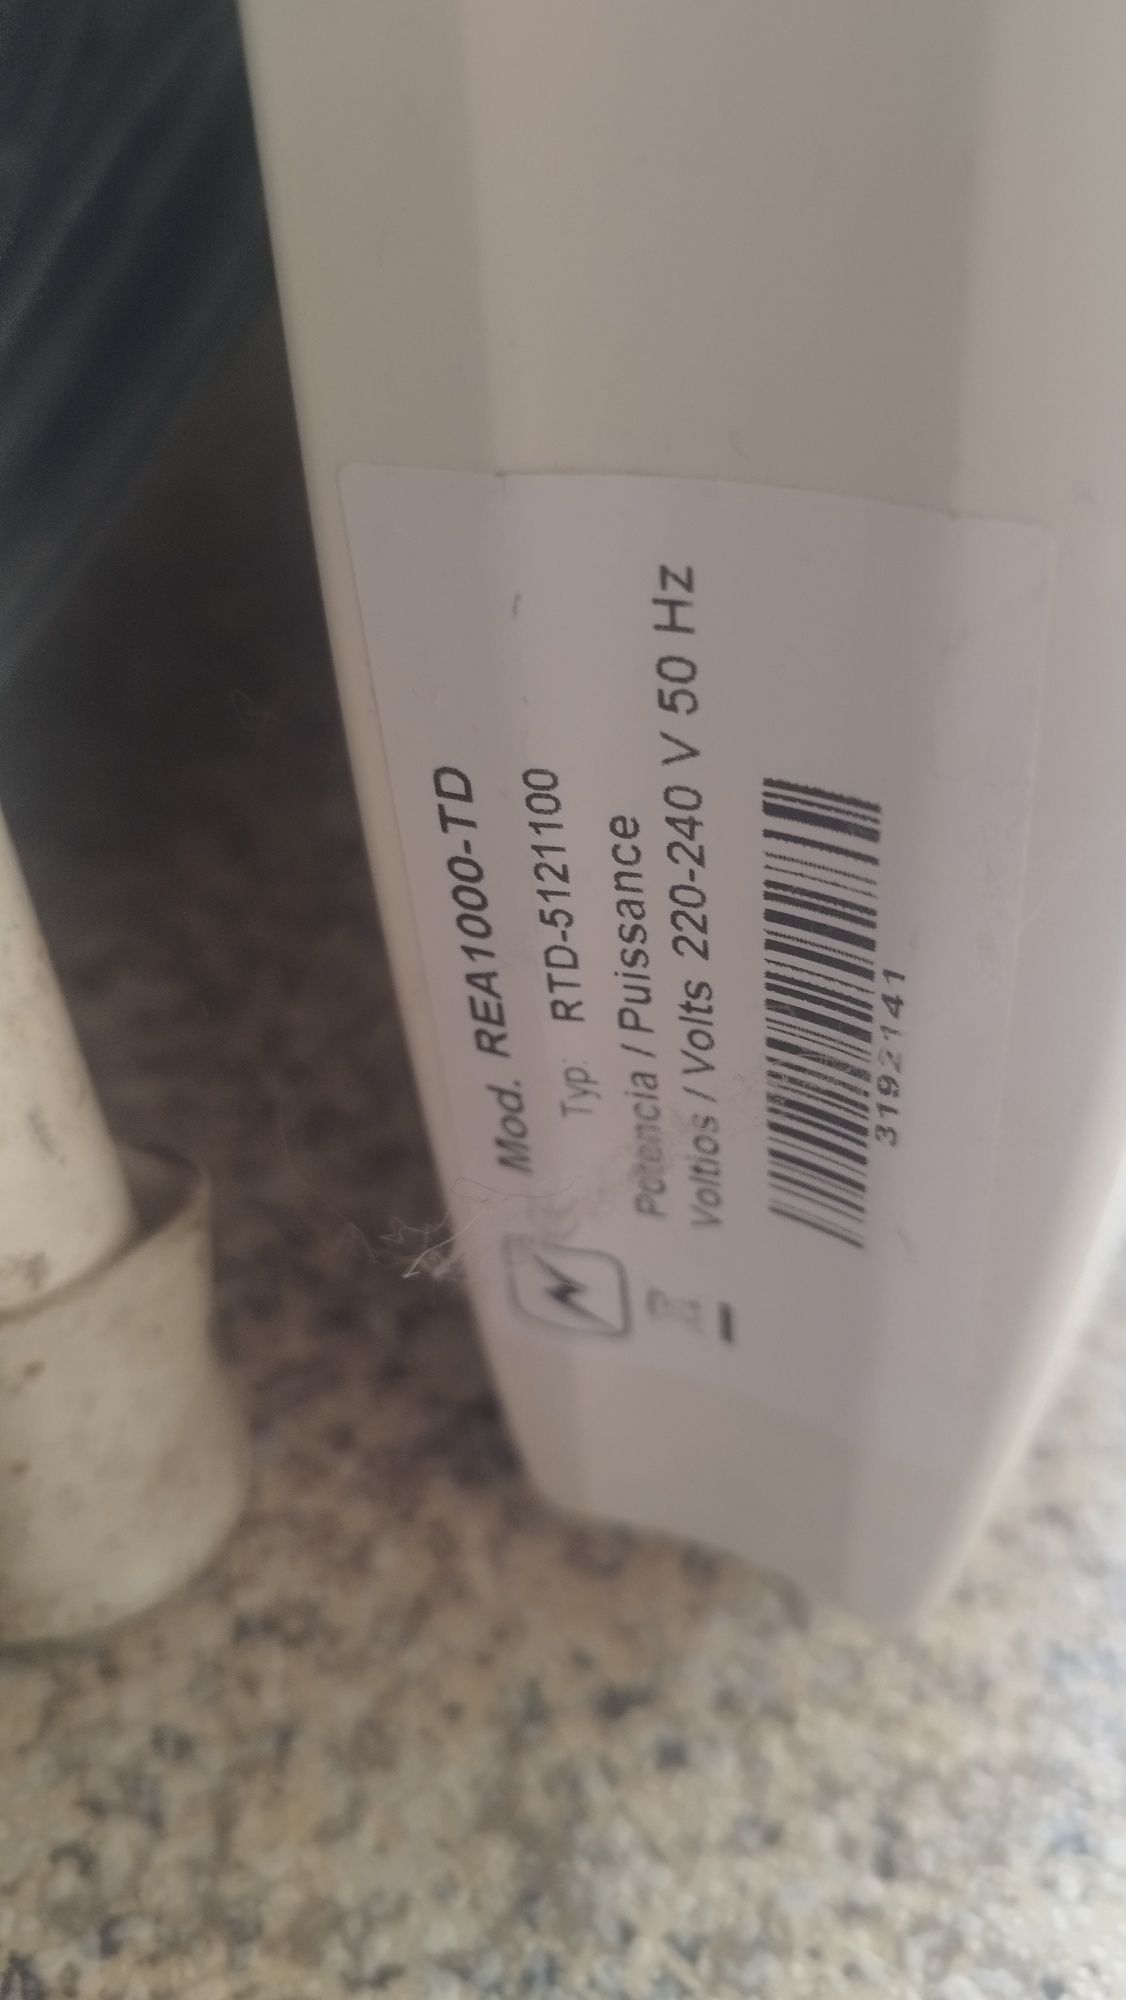 Mod. REA1000-TD
Typ: RTD-5121100
Potencia / Puissance
Voltios / Volts 220-240 V 50 Hz
3192141